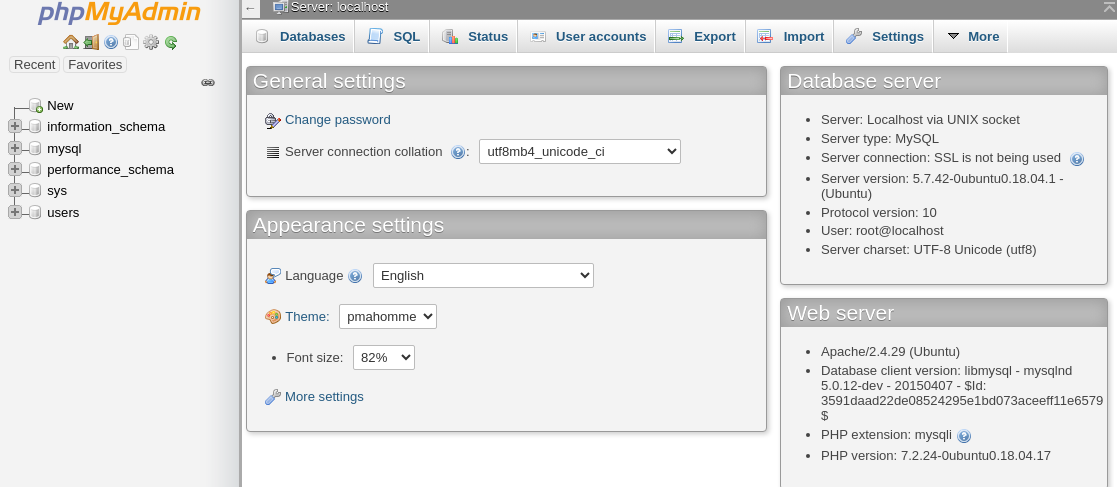 phpMyAdmin
Recent Favorites
New
information_schema
mysql
performance_schema
sys
users
← Server: localhost
Databases SQL Status User accounts Export Import Settings More
General settings
Change password
Server connection collation : utf8mb4_unicode_ci
Appearance settings
Language English
Theme: pmahomme
• Font size: 82%
More settings
Database server
• Server: Localhost via UNIX socket
• Server type: MySQL
• Server connection: SSL is not being used
• Server version: 5.7.42-0ubuntu0.18.04.1 -
(Ubuntu)
• Protocol version: 10
• User: root@localhost
• Server charset: UTF-8 Unicode (utf8)
Web server
• Apache/2.4.29 (Ubuntu)
• Database client version: libmysql - mysqlnd
5.0.12-dev - 20150407 - $Id:
3591daad22de08524295e1bd073aceeff11e6579
$
• PHP extension: mysqli
• PHP version: 7.2.24-0ubuntu0.18.04.17